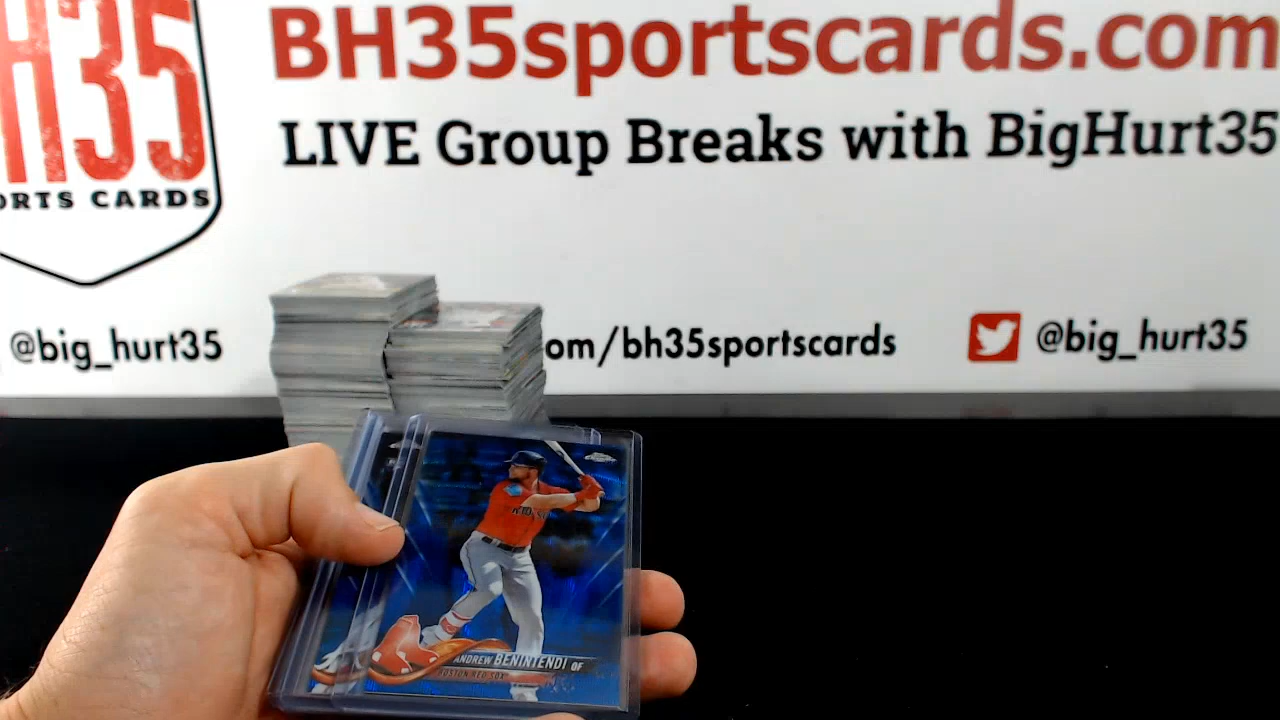 H35
ORTS CARDS
BH35sportscards.com
LIVE Group Breaks with BigHurt35
@big_hurt35
om/bh35sportscards
@big_hurt35
ANDREW BENINTENDI OF
BOSTON RED SOX